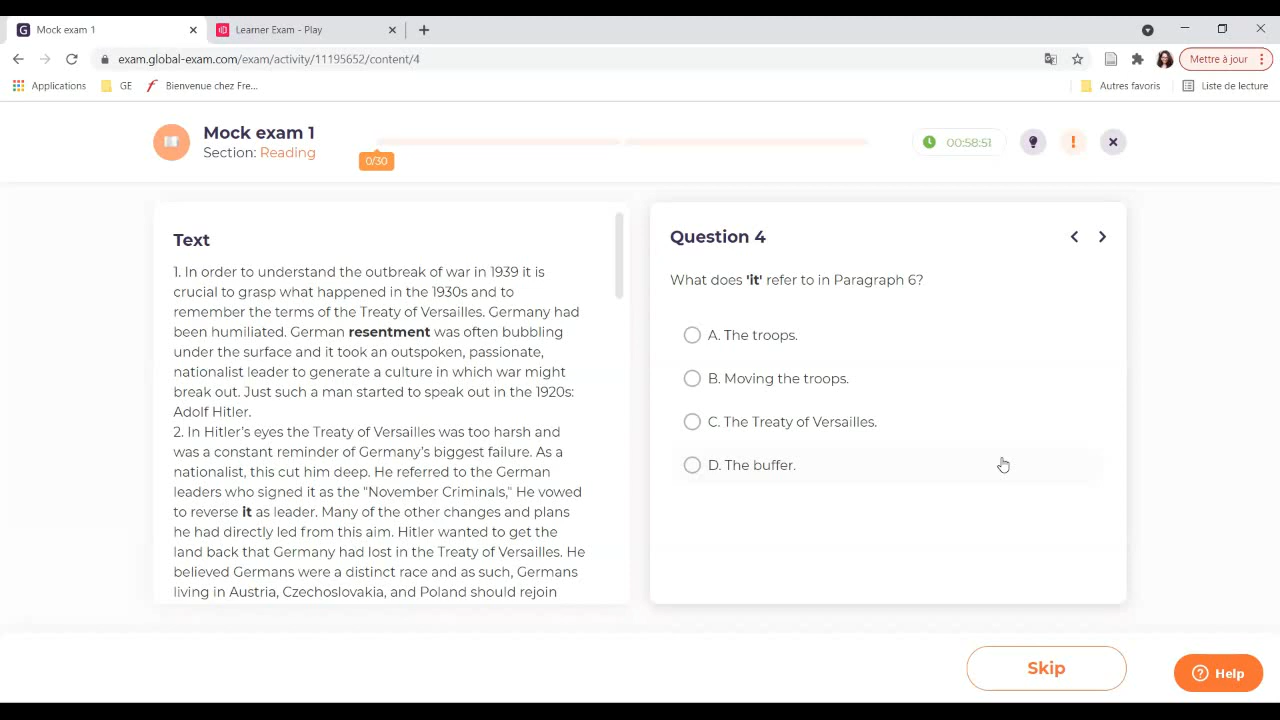 Mock exam 1
Learner Exam - Play
exam.global-exam.com/exam/activity/11195652/content/4
Mettre à jour
Applications
GE
Bienvenue chez Fre...
Autres favoris
Liste de lecture
Mock exam 1
Section: Reading
0/30
00:58:51
Text
1. In order to understand the outbreak of war in 1939 it is
crucial to grasp what happened in the 1930s and to
remember the terms of the Treaty of Versailles. Germany had
been humiliated. German resentment was often bubbling
under the surface and it took an outspoken, passionate,
nationalist leader to generate a culture in which war might
break out. Just such a man started to speak out in the 1920s:
Adolf Hitler.
2. In Hitler's eyes the Treaty of Versailles was too harsh and
was a constant reminder of Germany's biggest failure. As a
nationalist, this cut him deep. He referred to the German
leaders who signed it as the "November Criminals," He vowed
to reverse it as leader. Many of the other changes and plans
he had directly led from this aim. Hitler wanted to get the
land back that Germany had lost in the Treaty of Versailles. He
believed Germans were a distinct race and as such, Germans
living in Austria, Czechoslovakia, and Poland should rejoin
Question 4
What does 'it' refer to in Paragraph 6?
A. The troops.
B. Moving the troops.
C. The Treaty of Versailles.
D. The buffer.
Skip
Help